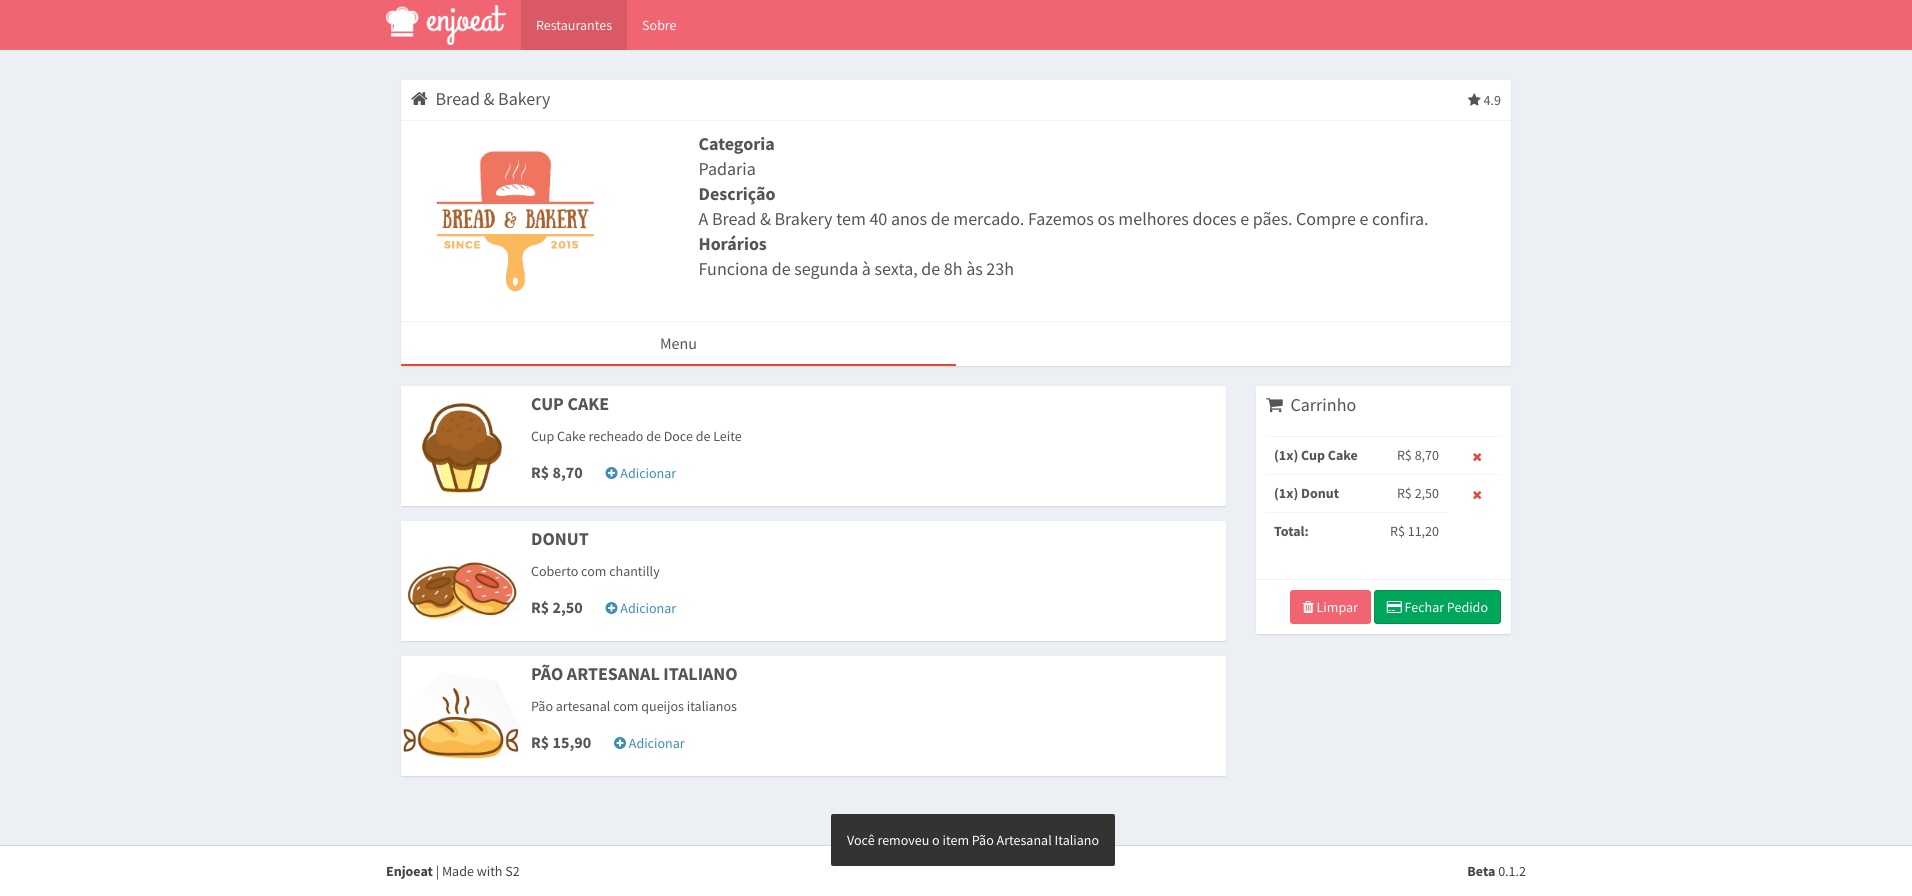 enjoeat Restaurantes Sobre
Bread & Bakery 4.9
BREAD & BAKERY
SINCE 2015
Categoria
Padaria
Descrição
A Bread & Brakery tem 40 anos de mercado. Fazemos os melhores doces e pães. Compre e confira.
Horários
Funciona de segunda à sexta, de 8h às 23h
Menu
CUP CAKE
Cup Cake recheado de Doce de Leite
R$ 8,70 Adicionar
DONUT
Coberto com chantilly
R$ 2,50 Adicionar
PÃO ARTESANAL ITALIANO
Pão artesanal com queijos italianos
R$ 15,90 Adicionar
Carrinho
(1x) Cup Cake R$ 8,70
(1x) Donut R$ 2,50
Total: R$ 11,20
Limpar Fechar Pedido
Você removeu o item Pão Artesanal Italiano
Enjoeat | Made with S2 Beta 0.1.2